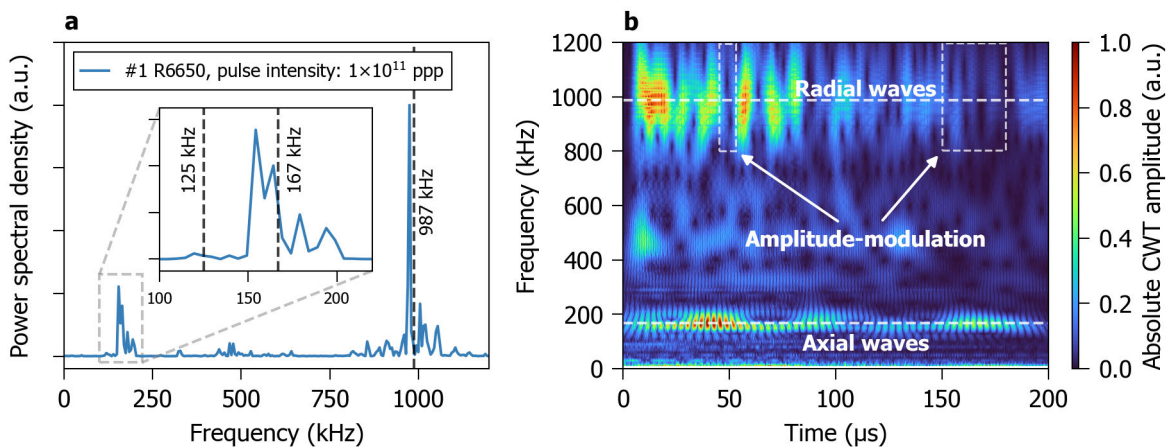 a
Power spectral density (a.u.)
#1 R6650, pulse intensity: 1×10¹¹ ppp
125 kHz
167 kHz
987 kHz
100 150 200
0 250 500 750 1000
Frequency (kHz)
b
Frequency (kHz)
1200
1000
800
600
400
200
0
Radial waves
Amplitude-modulation
Axial waves
0 50 100 150 200
Time (µs)
1.0
0.8
0.6
0.4
0.2
0.0
Absolute CWT amplitude (a.u.)